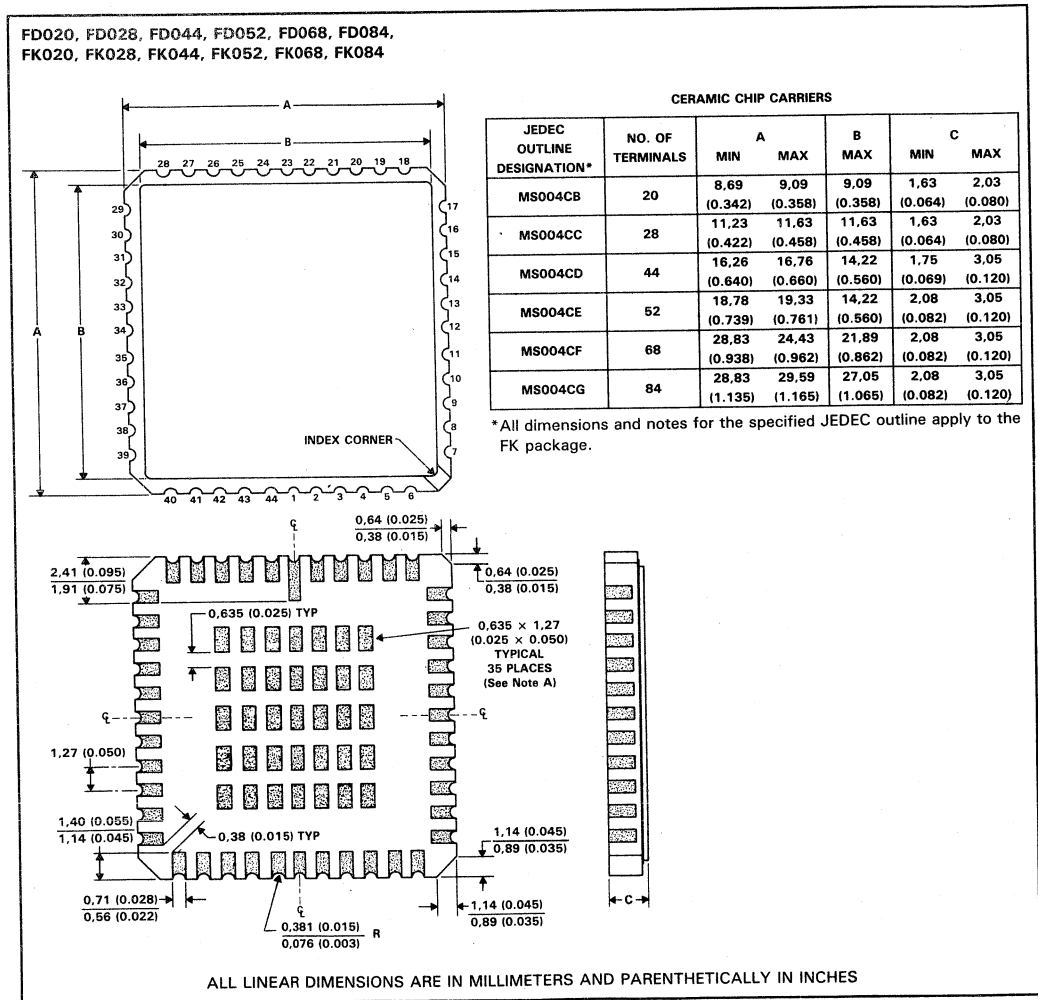 FD020, FD028, FD044, FD052, FD068, FD084,
FK020, FK028, FK044, FK052, FK068, FK084
A
B
28 27 26 25 24 23 22 21 20 19 18
29
30
31
32
33
34
35
36
37
38
39
A
B
17
16
15
14
13
12
11
10
9
8
7
INDEX CORNER
40 41 42 43 44 1 2 3 4 5 6
CERAMIC CHIP CARRIERS
JEDEC OUTLINE DESIGNATION* NO. OF TERMINALS A B C
MIN MAX MAX MIN MAX
MS004CB 20 8,69 9,09 9,09 1,63 2,03
(0.342) (0.358) (0.358) (0.064) (0.080)
MS004CC 28 11,23 11,63 11,63 1,63 2,03
(0.422) (0.458) (0.458) (0.064) (0.080)
MS004CD 44 16,26 16,76 14,22 1,75 3,05
(0.640) (0.660) (0.560) (0.069) (0.120)
MS004CE 52 18,78 19,33 14,22 2,08 3,05
(0.739) (0.761) (0.560) (0.082) (0.120)
MS004CF 68 28,83 24,43 21,89 2,08 3,05
(0.938) (0.962) (0.862) (0.082) (0.120)
MS004CG 84 28,83 29,59 27,05 2,08 3,05
(1.135) (1.165) (1.065) (0.082) (0.120)
*All dimensions and notes for the specified JEDEC outline apply to the
FK package.
℄
0,64 (0.025)
0,38 (0.015)
2,41 (0.095)
1,91 (0.075)
0,64 (0.025)
0,38 (0.015)
0,635 (0.025) TYP
0,635 × 1,27
(0.025 × 0.050)
TYPICAL
35 PLACES
(See Note A)
℄
℄
1,27 (0.050)
1,40 (0.055)
1,14 (0.045)
0,38 (0.015) TYP
1,14 (0.045)
0,89 (0.035)
0,71 (0.028)
0,56 (0.022)
℄
0,381 (0.015)
0,076 (0.003)
R
1,14 (0.045)
0,89 (0.035)
C
ALL LINEAR DIMENSIONS ARE IN MILLIMETERS AND PARENTHETICALLY IN INCHES